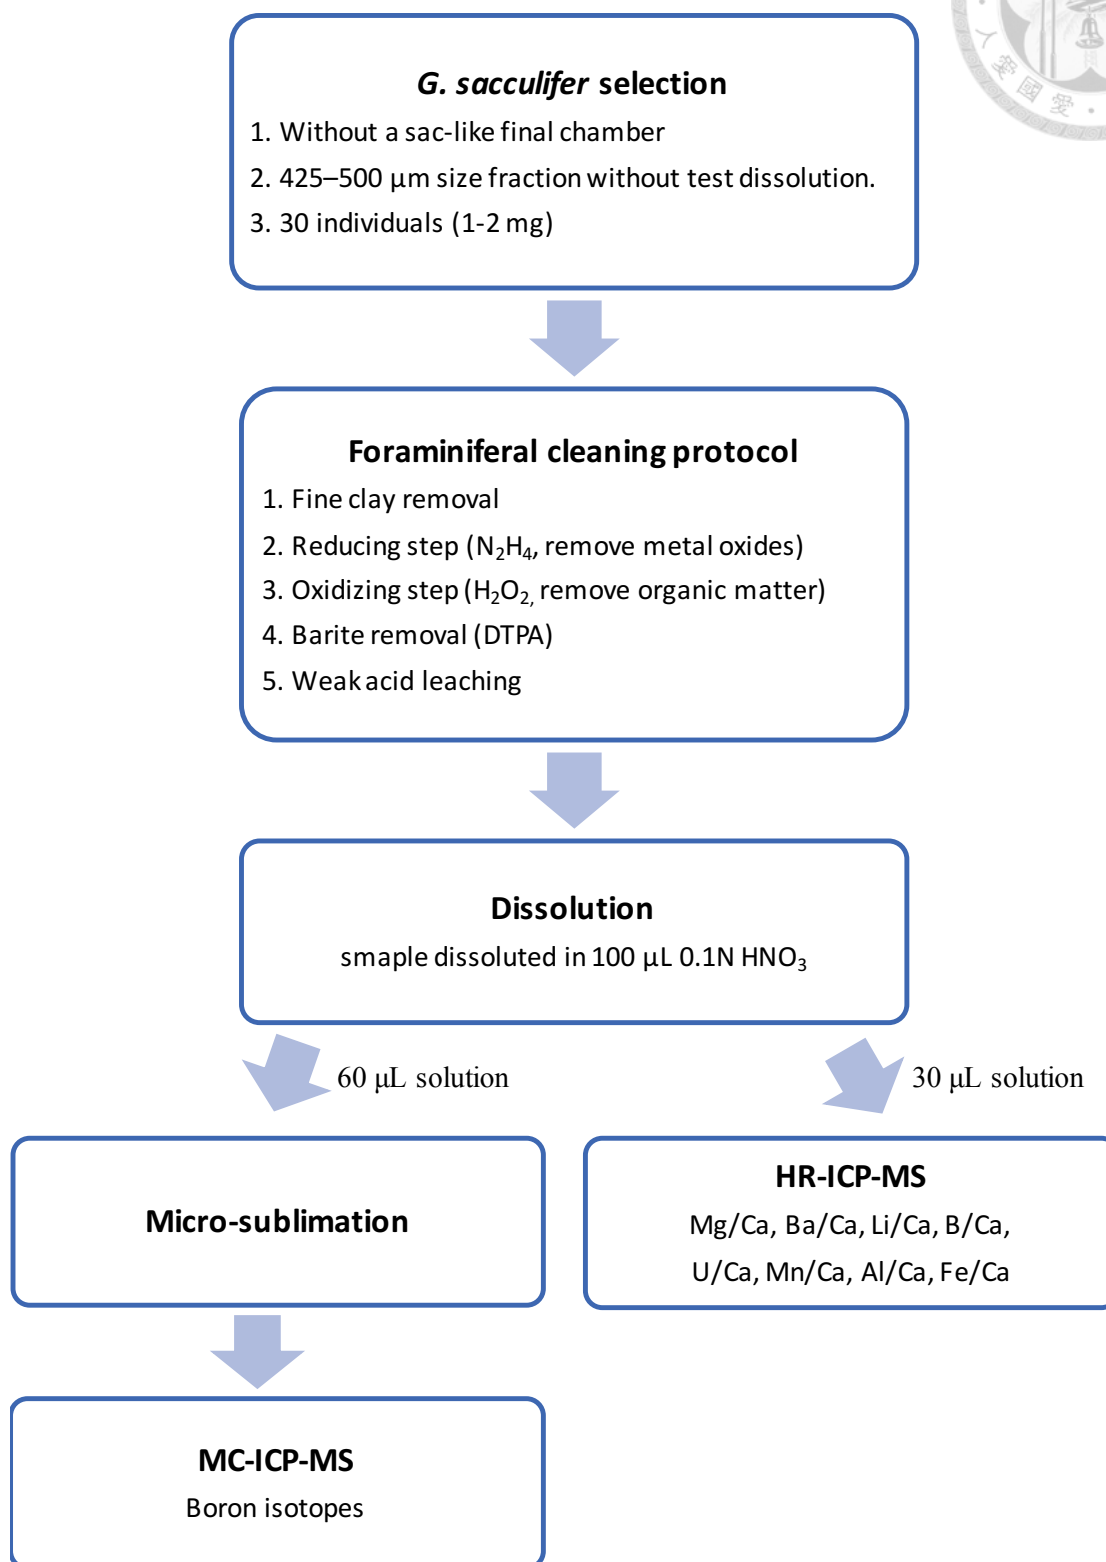 G. sacculifer selection
1. Without a sac-like final chamber
2. 425–500 μm size fraction without test dissolution.
3. 30 individuals (1-2 mg)
Foraminiferal cleaning protocol
1. Fine clay removal
2. Reducing step (N₂H₄, remove metal oxides)
3. Oxidizing step (H₂O₂, remove organic matter)
4. Barite removal (DTPA)
5. Weak acid leaching
Dissolution
smaple dissoluted in 100 μL 0.1N HNO₃
60 μL solution
30 μL solution
Micro-sublimation
HR-ICP-MS
Mg/Ca, Ba/Ca, Li/Ca, B/Ca,
U/Ca, Mn/Ca, Al/Ca, Fe/Ca
MC-ICP-MS
Boron isotopes
人愛國愛